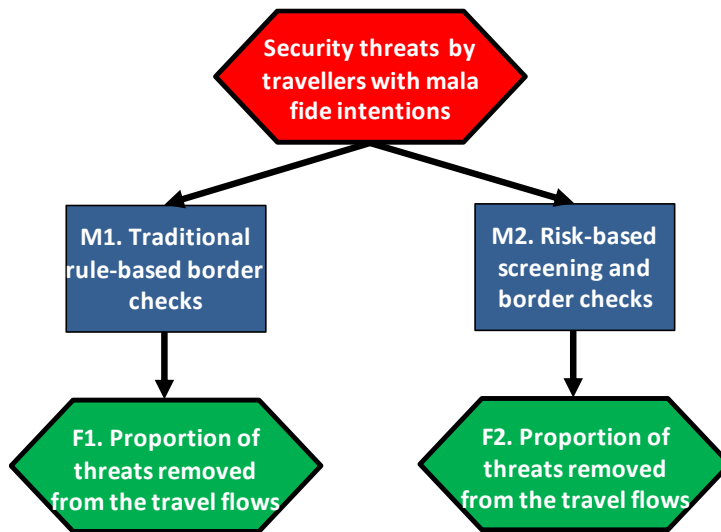 Security threats by
travellers with mala
fide intentions
M1. Traditional
rule-based border
checks
M2. Risk-based
screening and
border checks
F1. Proportion of
threats removed
from the travel flows
F2. Proportion of
threats removed
from the travel flows